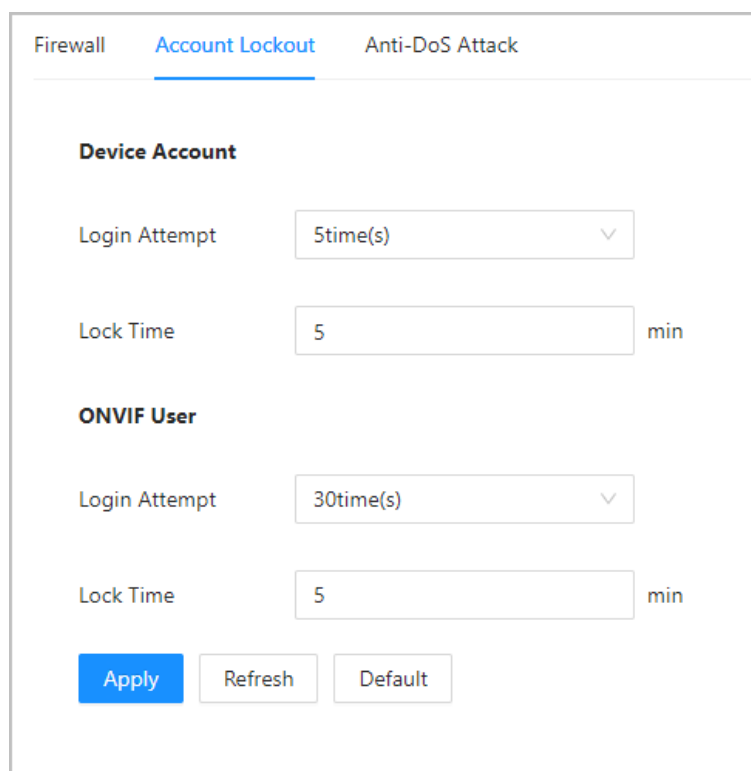 Firewall Account Lockout Anti-DoS Attack
Device Account
Login Attempt 5time(s)
Lock Time 5 min
ONVIF User
Login Attempt 30time(s)
Lock Time 5 min
Apply Refresh Default